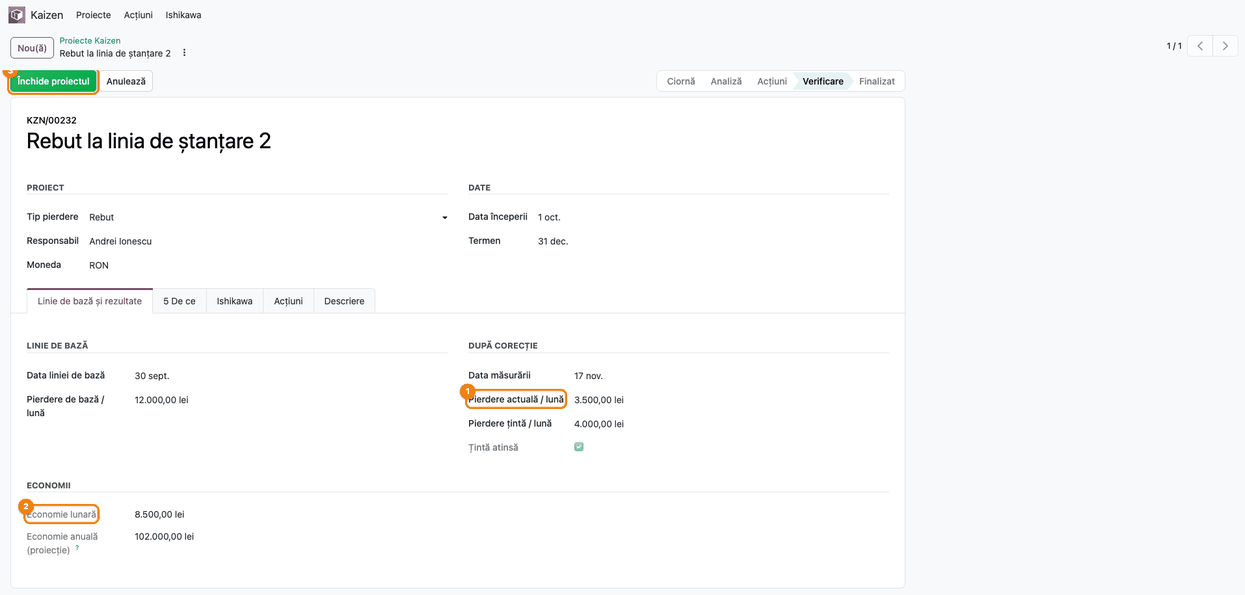 Kaizen Proiecte Acțiuni Ishikawa
Nou(ă) Proiecte Kaizen
Rebut la linia de ștanțare 2
1 / 1
3
Închide proiectul Anulează Ciornă Analiză Acțiuni Verificare Finalizat
KZN/00232
Rebut la linia de ștanțare 2
PROIECT DATE
Tip pierdere Rebut Data începerii 1 oct.
Responsabil Andrei Ionescu Termen 31 dec.
Moneda RON
Linie de bază și rezultate 5 De ce Ishikawa Acțiuni Descriere
LINIE DE BAZĂ DUPĂ CORECȚIE
Data liniei de bază 30 sept. Data măsurării 17 nov.
1
Pierdere de bază / lună 12.000,00 lei Pierdere actuală / lună 3.500,00 lei
Pierdere țintă / lună 4.000,00 lei
Țintă atinsă
ECONOMII
2
Economie lunară 8.500,00 lei
Economie anuală (proiecție) ? 102.000,00 lei